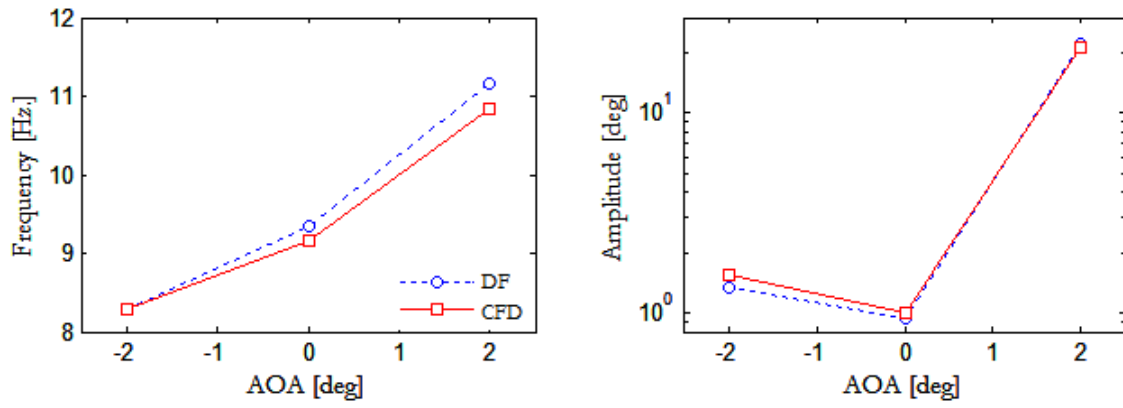 12
11
10
9
8
Frequency [Hz.]
DF
CFD
-2 -1 0 1 2
AOA [deg]
10^1
10^0
Amplitude [deg]
-2 -1 0 1 2
AOA [deg]